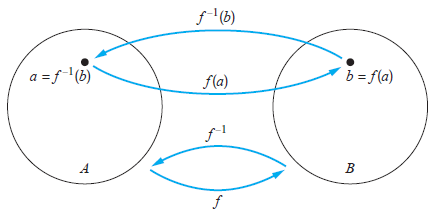 f⁻¹(b)
a = f⁻¹(b)
f(a)
b = f(a)
f⁻¹
A
B
f